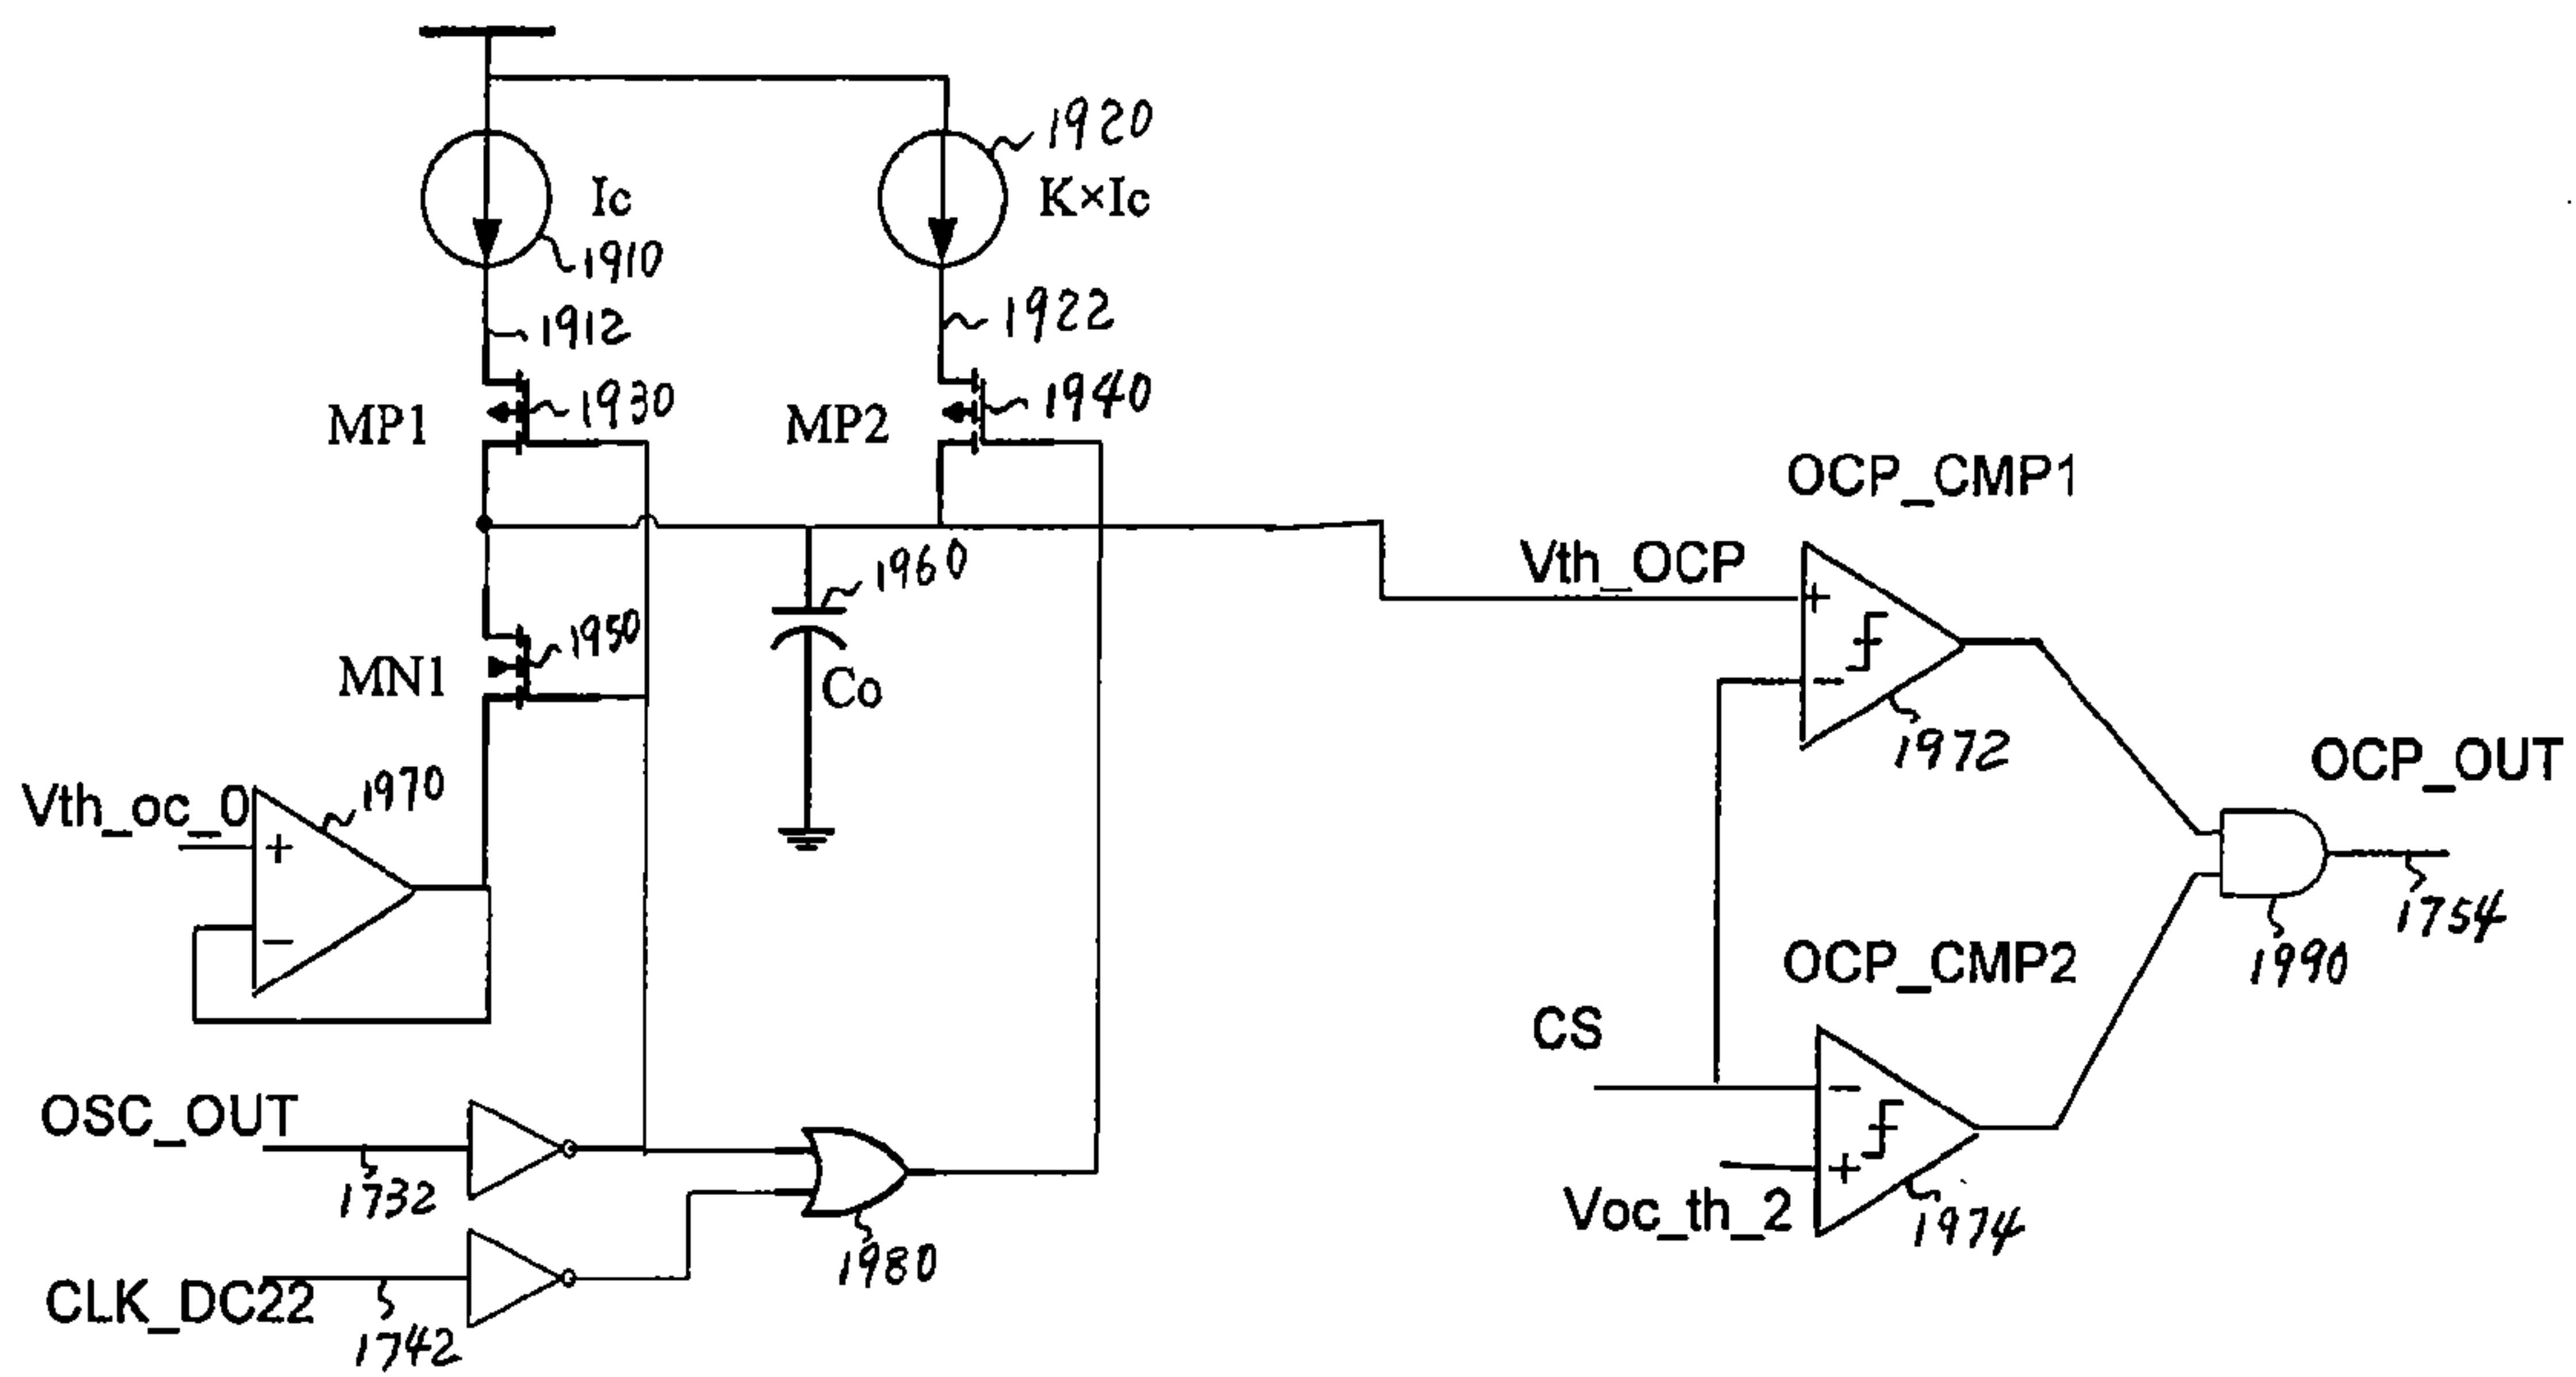 1920
Ic
K×Ic
1910
1912
1922
MP1
1930
MP2
1940
OCP_CMP1
Vth_OCP
+
−
1960
1950
MN1
Co
1972
OCP_OUT
Vth_oc_0
1970
+
−
1754
1990
OCP_CMP2
CS
−
+
Voc_th_2
1974
OSC_OUT
1732
1980
CLK_DC22
1742